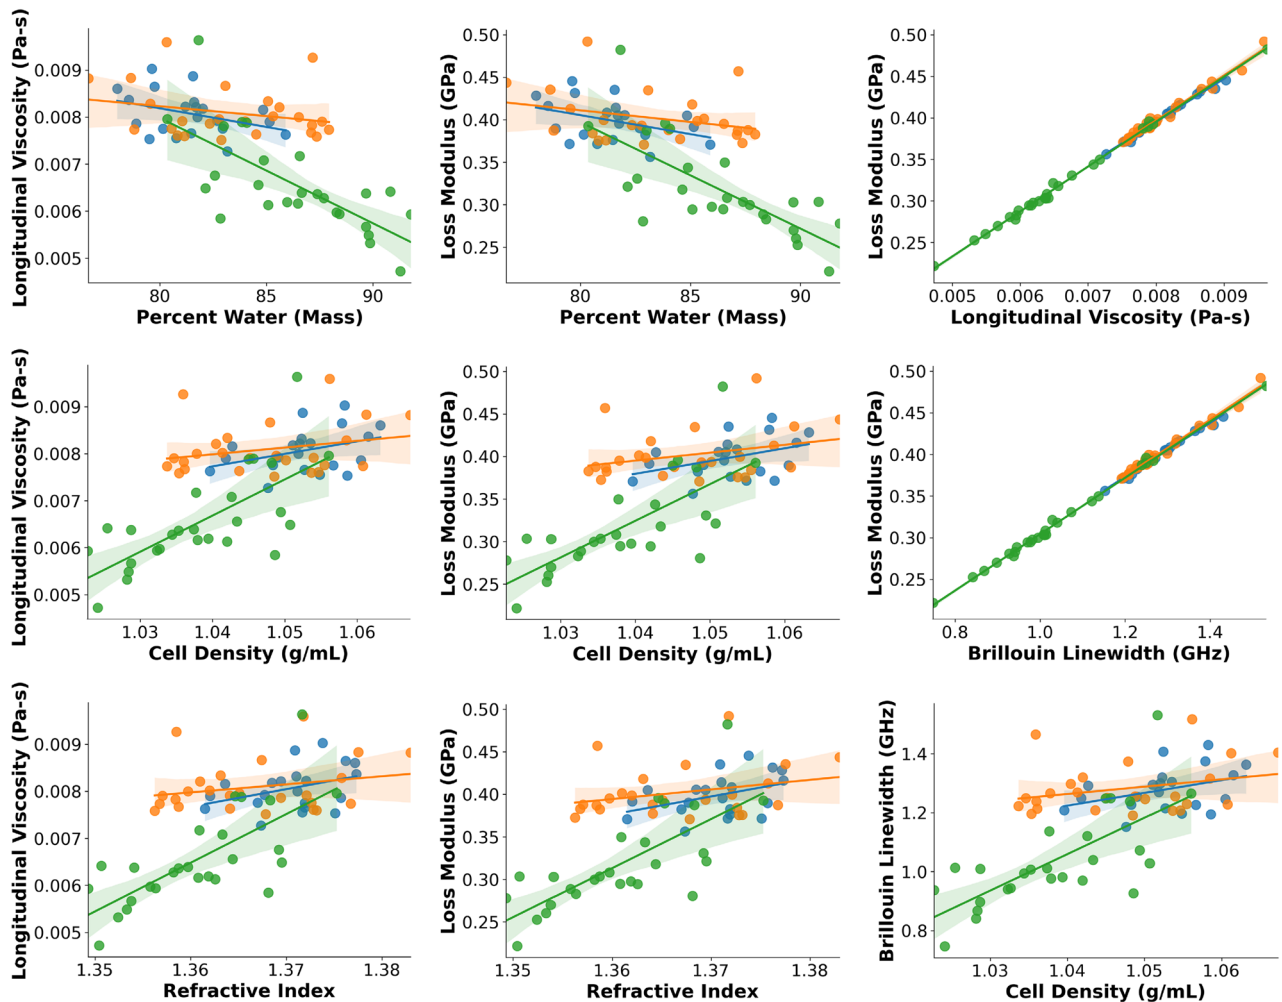 Longitudinal Viscosity (Pa-s)
0.009
0.008
0.007
0.006
0.005
80 85 90
Percent Water (Mass)
Loss Modulus (GPa)
0.50
0.45
0.40
0.35
0.30
0.25
80 85 90
Percent Water (Mass)
Loss Modulus (GPa)
0.50
0.45
0.40
0.35
0.30
0.25
0.005 0.006 0.007 0.008 0.009
Longitudinal Viscosity (Pa-s)
Longitudinal Viscosity (Pa-s)
0.009
0.008
0.007
0.006
0.005
1.03 1.04 1.05 1.06
Cell Density (g/mL)
Loss Modulus (GPa)
0.50
0.45
0.40
0.35
0.30
0.25
1.03 1.04 1.05 1.06
Cell Density (g/mL)
Loss Modulus (GPa)
0.50
0.45
0.40
0.35
0.30
0.25
0.8 1.0 1.2 1.4
Brillouin Linewidth (GHz)
Longitudinal Viscosity (Pa-s)
0.009
0.008
0.007
0.006
0.005
1.35 1.36 1.37 1.38
Refractive Index
Loss Modulus (GPa)
0.50
0.45
0.40
0.35
0.30
0.25
1.35 1.36 1.37 1.38
Refractive Index
Brillouin Linewidth (GHz)
1.4
1.2
1.0
0.8
1.03 1.04 1.05 1.06
Cell Density (g/mL)